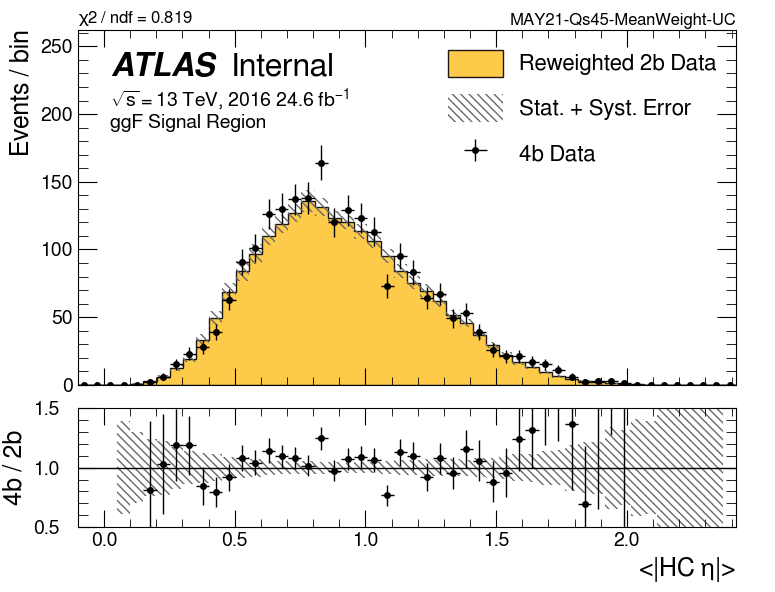 χ2 / ndf = 0.819
MAY21-Qs45-MeanWeight-UC
Events / bin
250
200
150
100
50
0
ATLAS Internal
√s = 13 TeV, 2016 24.6 fb⁻¹
ggF Signal Region
Reweighted 2b Data
Stat. + Syst. Error
4b Data
4b / 2b
1.5
1.0
0.5
0.0 0.5 1.0 1.5 2.0
<|HC η|>